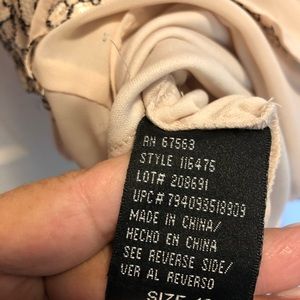 RN 67563
STYLE 116475
LOT# 208691
UPC# 794093518909
MADE IN CHINA/
HECHO EN CHINA
SEE REVERSE SIDE/
VER AL REVERSO
SIZE